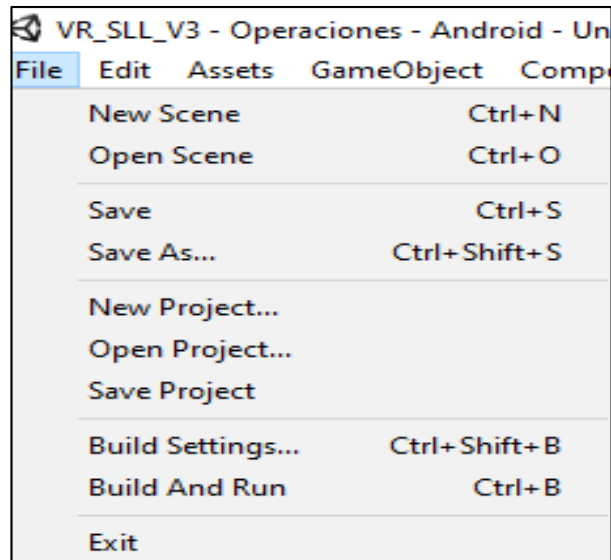 VR_SLL_V3 - Operaciones - Android - Un
File Edit Assets GameObject Compo
New Scene Ctrl+N
Open Scene Ctrl+O
Save Ctrl+S
Save As... Ctrl+Shift+S
New Project...
Open Project...
Save Project
Build Settings... Ctrl+Shift+B
Build And Run Ctrl+B
Exit